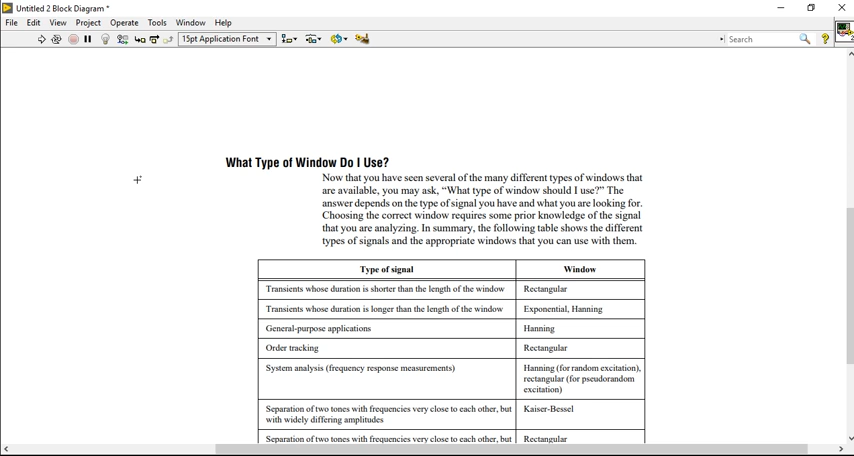 Untitled 2 Block Diagram *
File Edit View Project Operate Tools Window Help
15pt Application Font
Search
2
What Type of Window Do I Use?
Now that you have seen several of the many different types of windows that
are available, you may ask, “What type of window should I use?” The
answer depends on the type of signal you have and what you are looking for.
Choosing the correct window requires some prior knowledge of the signal
that you are analyzing. In summary, the following table shows the different
types of signals and the appropriate windows that you can use with them.
Type of signal Window
Transients whose duration is shorter than the length of the window Rectangular
Transients whose duration is longer than the length of the window Exponential, Hanning
General-purpose applications Hanning
Order tracking Rectangular
System analysis (frequency response measurements) Hanning (for random excitation),
rectangular (for pseudorandom
excitation)
Separation of two tones with frequencies very close to each other, but Kaiser-Bessel
with widely differing amplitudes
Separation of two tones with frequencies very close to each other, but Rectangular